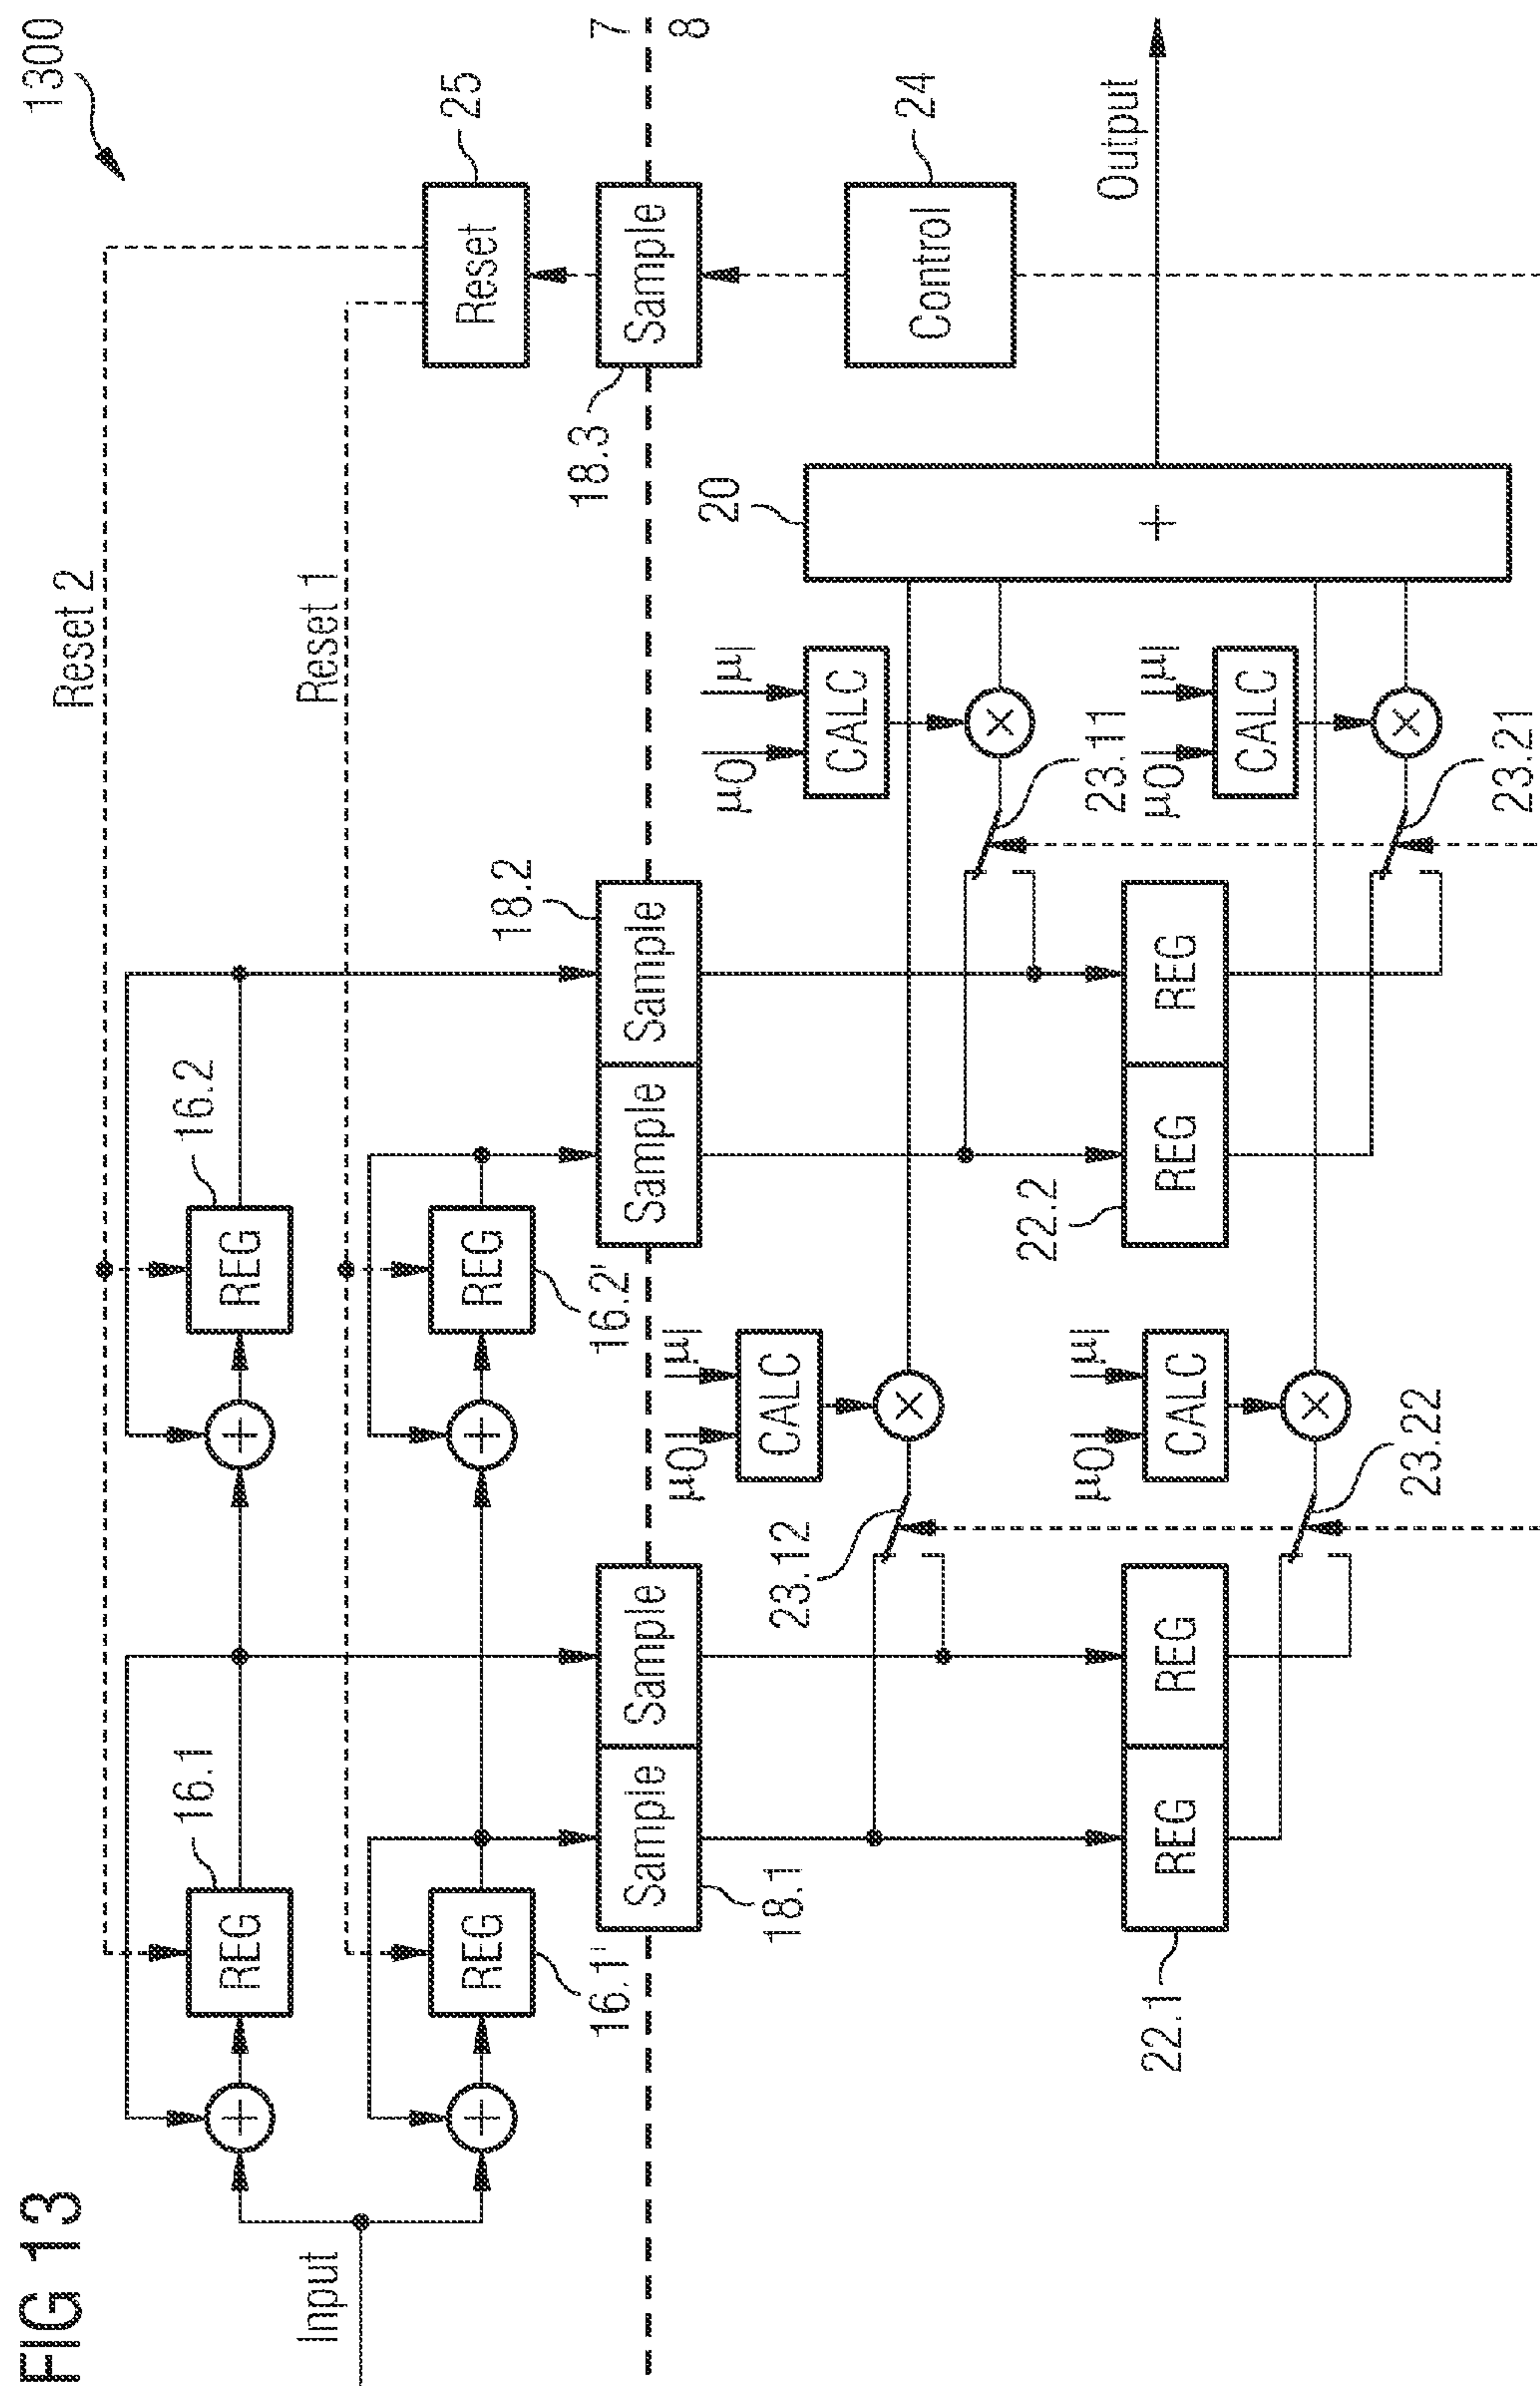 FIG 13
1300
Reset 2
Reset 1
Input
REG
16.1
REG
16.2
REG
16.1'
REG
16.2'
Reset
25
7
8
Sample
Sample
18.1
Sample
Sample
18.2
Sample
18.3
Control
24
μ0
μl
CALC
23.12
μ0
μl
CALC
23.11
20
+
Output
REG
REG
22.1
μ0
μl
CALC
23.22
REG
REG
22.2
μ0
μl
CALC
23.21